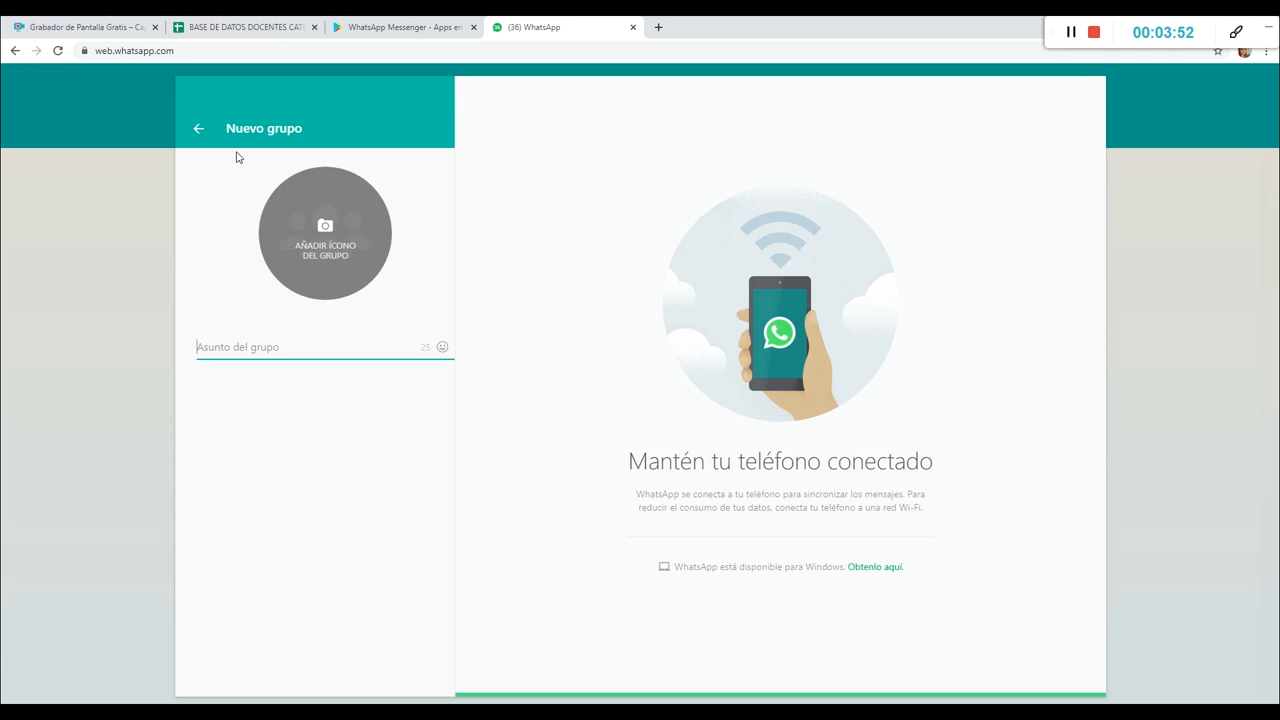 Grabador de Pantalla Gratis – Ca
BASE DE DATOS DOCENTES CATE
WhatsApp Messenger - Apps en
(36) WhatsApp
00:03:52
web.whatsapp.com
Nuevo grupo
AÑADIR ÍCONO
DEL GRUPO
Asunto del grupo 25
Mantén tu teléfono conectado
WhatsApp se conecta a tu teléfono para sincronizar los mensajes. Para
reducir el consumo de tus datos, conecta tu teléfono a una red Wi-Fi.
WhatsApp está disponible para Windows. Obtenlo aquí.